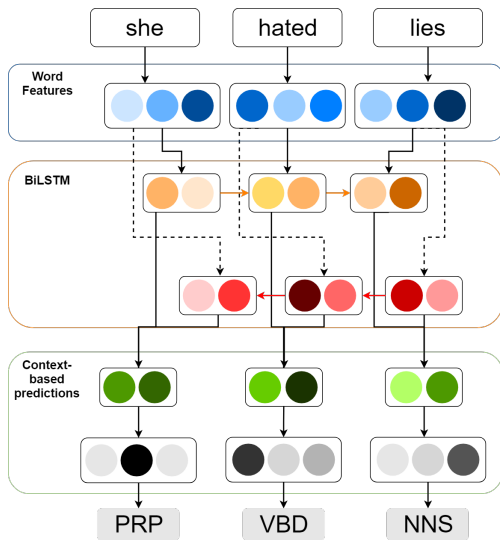 she hated lies
Word
Features
BiLSTM
Context-
based
predictions
PRP VBD NNS